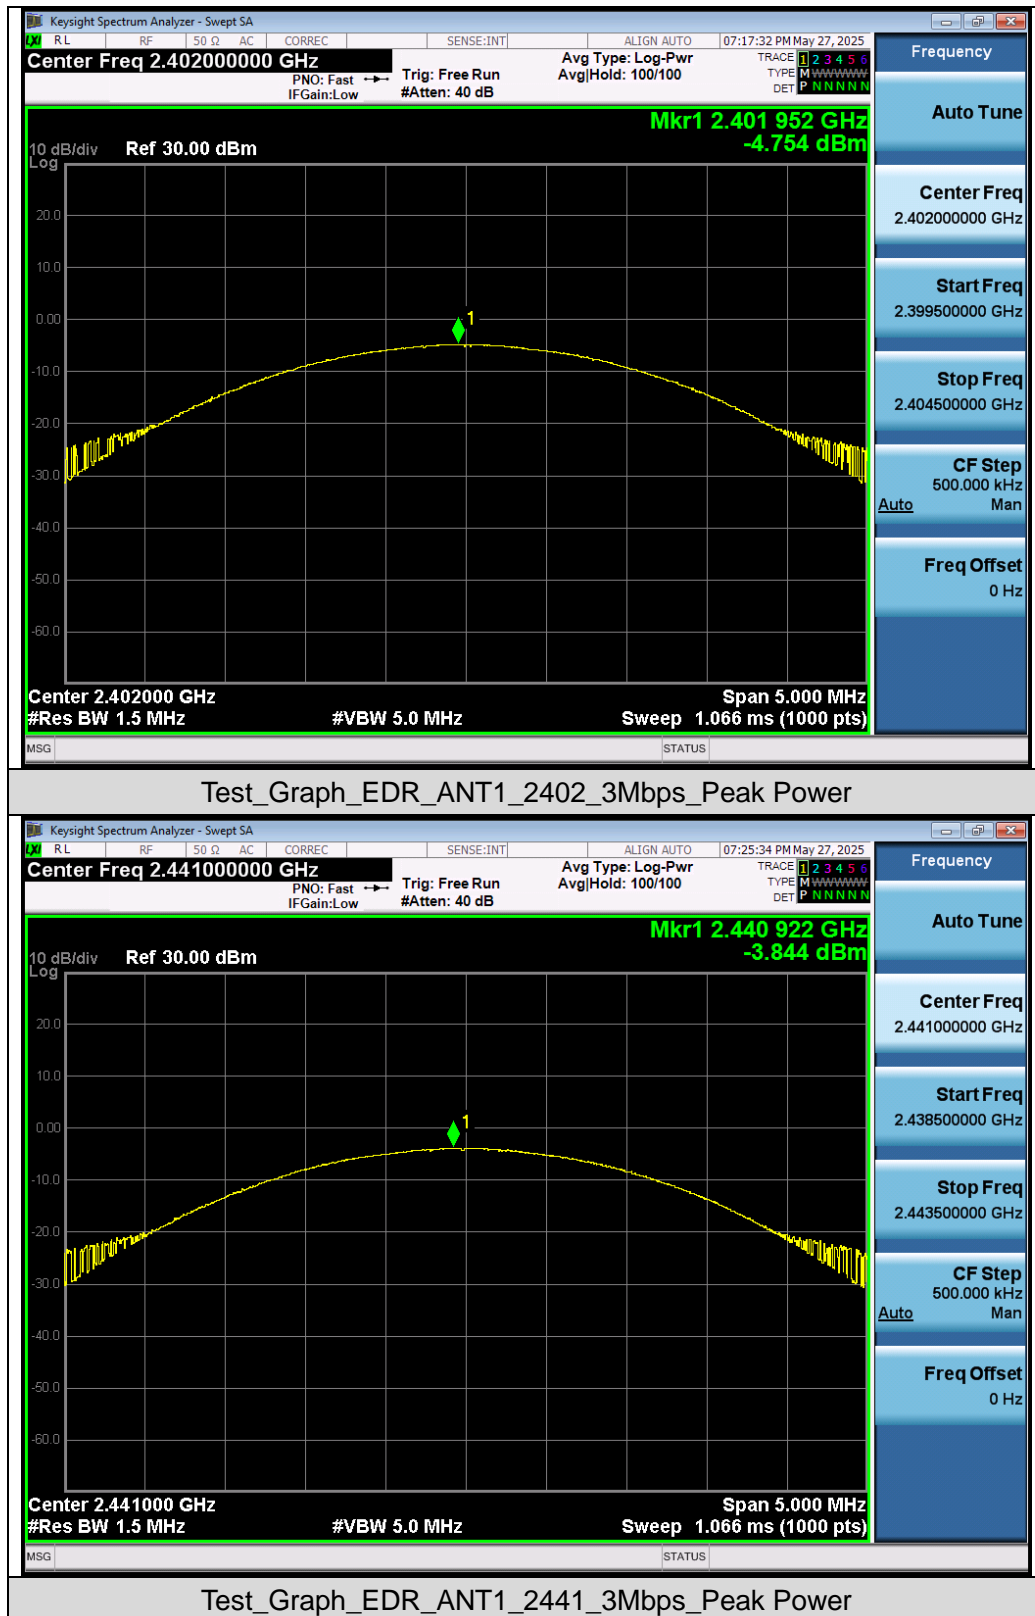 Keysight Spectrum Analyzer - Swept SA
LXI RL RF 50 Ω AC CORREC SENSE:INT ALIGN AUTO 07:17:32 PM May 27, 2025
Center Freq 2.402000000 GHz
PNO: Fast
IFGain:Low
Trig: Free Run
#Atten: 40 dB
Avg Type: Log-Pwr
Avg|Hold: 100/100
TRACE 1 2 3 4 5 6
TYPE M WWWWW
DET P N N N N N
Mkr1 2.401 952 GHz
-4.754 dBm
10 dB/div
Log
Ref 30.00 dBm
20.0
10.0
0.00
-10.0
-20.0
-30.0
-40.0
-50.0
-60.0
1
Center 2.402000 GHz
Span 5.000 MHz
#Res BW 1.5 MHz
#VBW 5.0 MHz
Sweep 1.066 ms (1000 pts)
MSG
STATUS
Frequency
Auto Tune
Center Freq
2.402000000 GHz
Start Freq
2.399500000 GHz
Stop Freq
2.404500000 GHz
CF Step
500.000 kHz
Auto Man
Freq Offset
0 Hz
Test_Graph_EDR_ANT1_2402_3Mbps_Peak Power
Keysight Spectrum Analyzer - Swept SA
LXI RL RF 50 Ω AC CORREC SENSE:INT ALIGN AUTO 07:25:34 PM May 27, 2025
Center Freq 2.441000000 GHz
PNO: Fast
IFGain:Low
Trig: Free Run
#Atten: 40 dB
Avg Type: Log-Pwr
Avg|Hold: 100/100
TRACE 1 2 3 4 5 6
TYPE M WWWWW
DET P N N N N N
Mkr1 2.440 922 GHz
-3.844 dBm
10 dB/div
Log
Ref 30.00 dBm
20.0
10.0
0.00
-10.0
-20.0
-30.0
-40.0
-50.0
-60.0
1
Center 2.441000 GHz
Span 5.000 MHz
#Res BW 1.5 MHz
#VBW 5.0 MHz
Sweep 1.066 ms (1000 pts)
MSG
STATUS
Frequency
Auto Tune
Center Freq
2.441000000 GHz
Start Freq
2.438500000 GHz
Stop Freq
2.443500000 GHz
CF Step
500.000 kHz
Auto Man
Freq Offset
0 Hz
Test_Graph_EDR_ANT1_2441_3Mbps_Peak Power